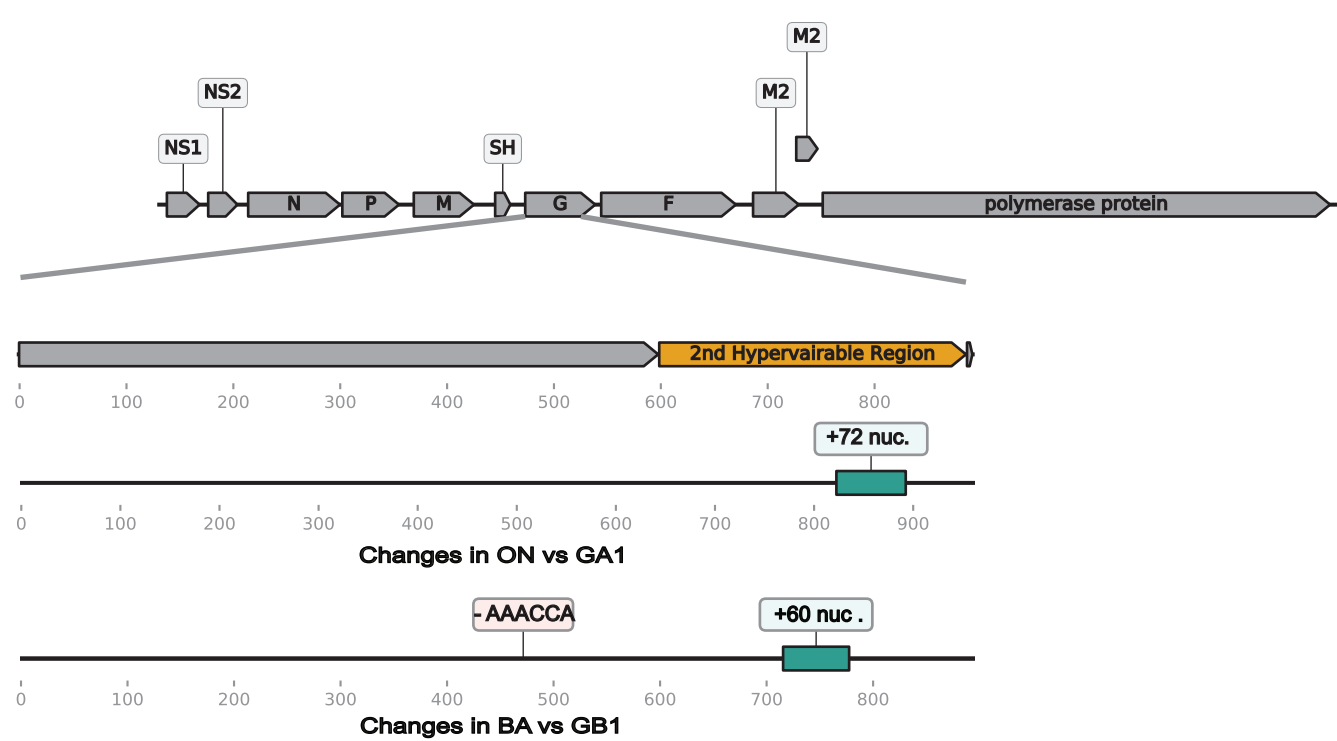 M2
NS2
M2
NS1
SH
N P M G F polymerase protein
2nd Hypervairable Region
0 100 200 300 400 500 600 700 800
+72 nuc.
0 100 200 300 400 500 600 700 800 900
Changes in ON vs GA1
- AAACCA
+60 nuc .
0 100 200 300 400 500 600 700 800
Changes in BA vs GB1